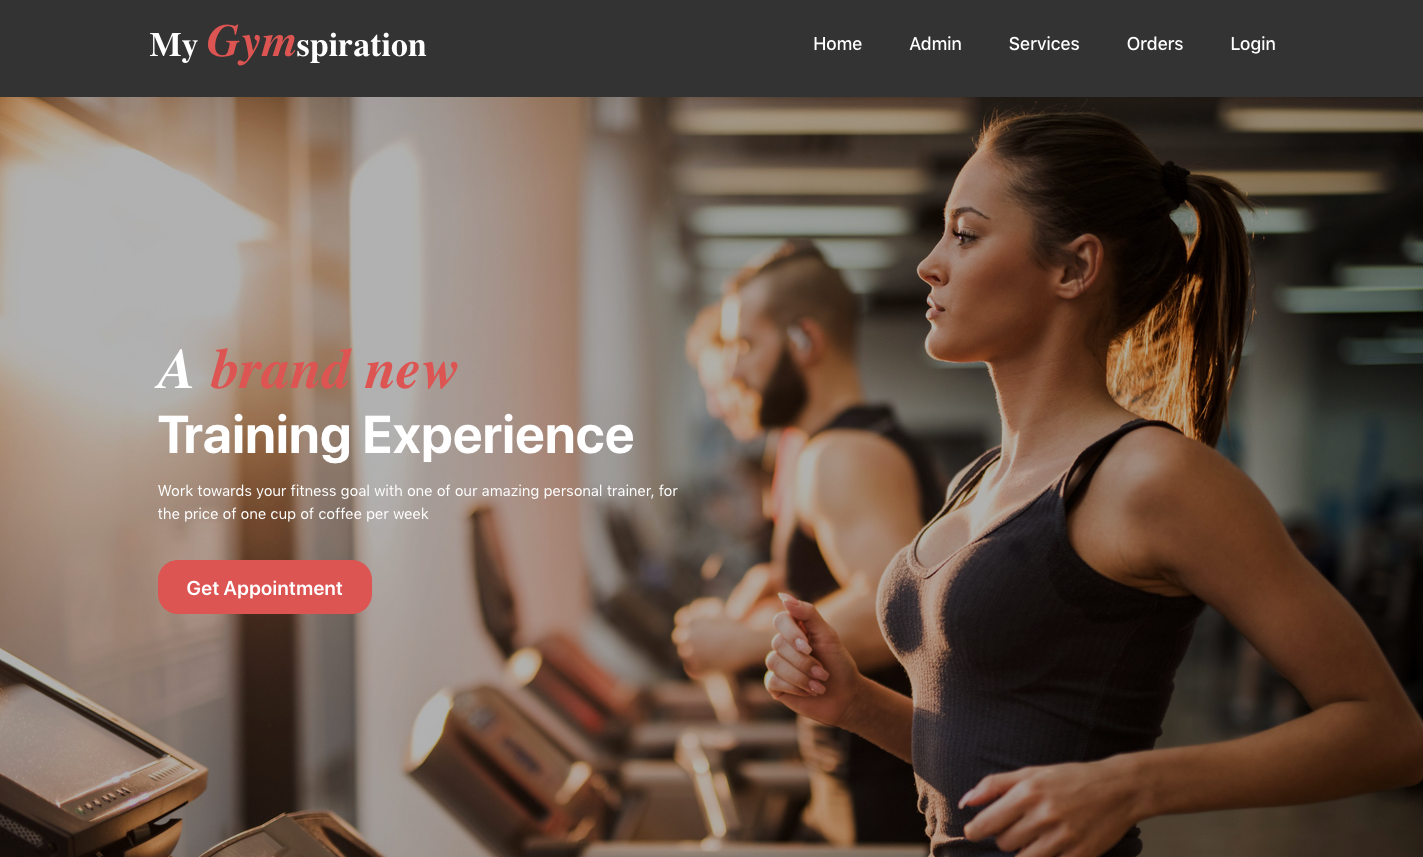 My Gymspiration
Home Admin Services Orders Login
A brand new
Training Experience
Work towards your fitness goal with one of our amazing personal trainer, for
the price of one cup of coffee per week
Get Appointment